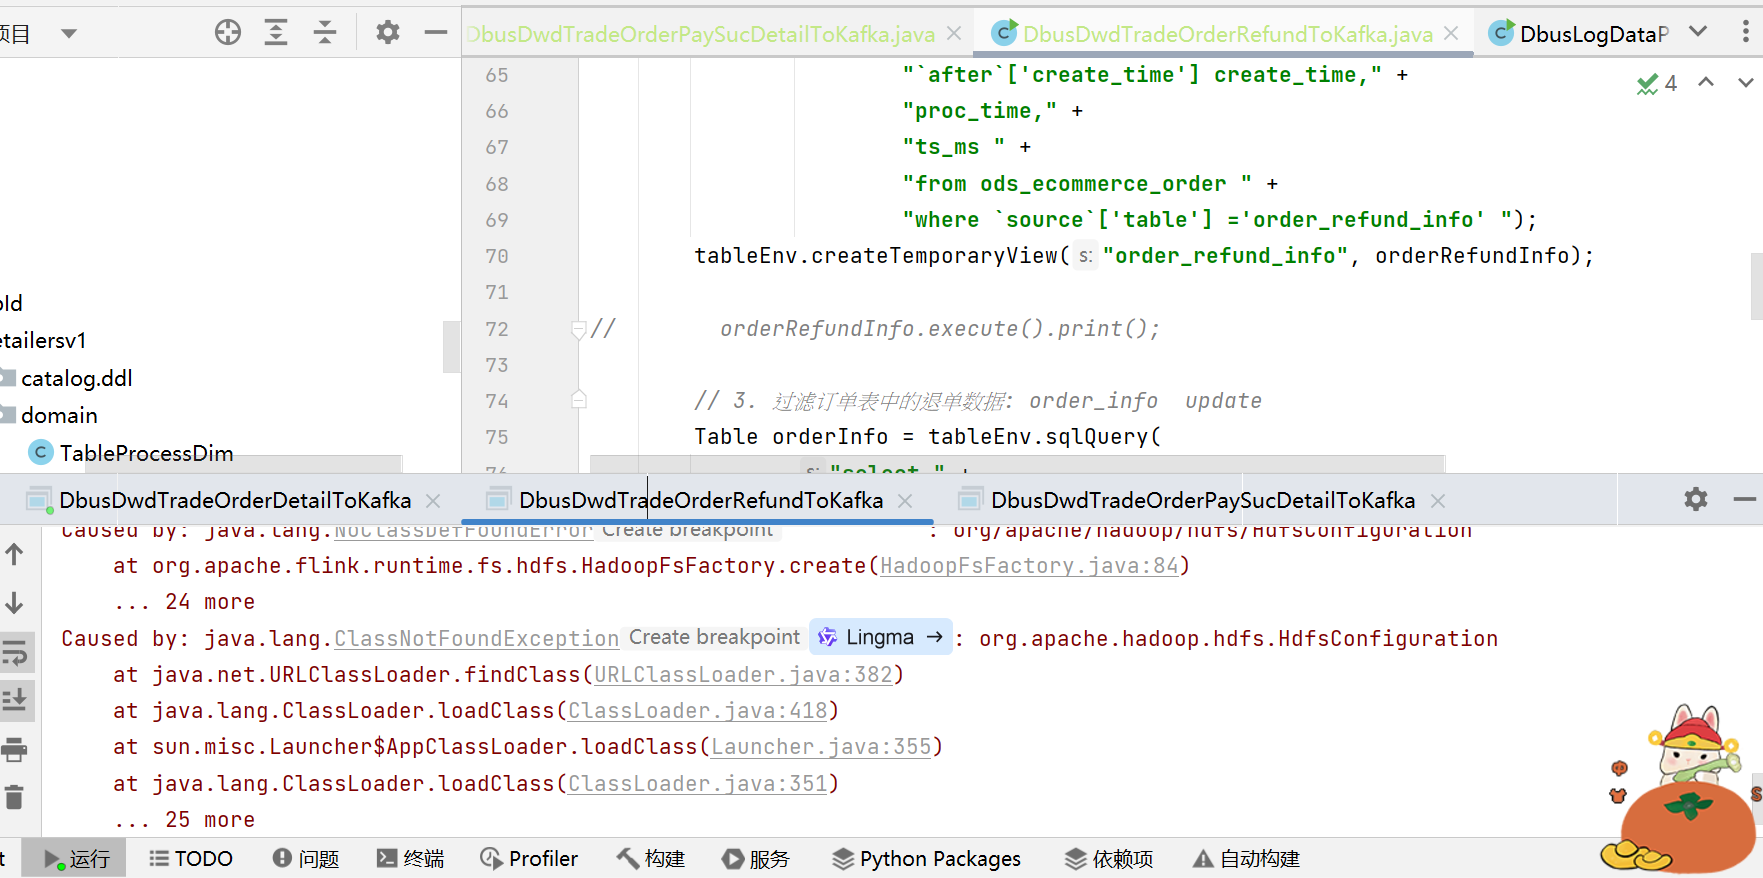 项目
DbusDwdTradeOrderPaySucDetailToKafka.java
DbusDwdTradeOrderRefundToKafka.java
DbusLogDataP
4
65 "`after`['create_time'] create_time," +
66 "proc_time," +
67 "ts_ms " +
68 "from ods_ecommerce_order " +
69 "where `source`['table'] ='order_refund_info' ");
70 tableEnv.createTemporaryView( s: "order_refund_info", orderRefundInfo);
71
72 // orderRefundInfo.execute().print();
73
74 // 3. 过滤订单表中的退单数据: order_info  update
75 Table orderInfo = tableEnv.sqlQuery(
76 s: "select " +
old
etailersv1
catalog.ddl
domain
TableProcessDim
DbusDwdTradeOrderDetailToKafka
DbusDwdTradeOrderRefundToKafka
DbusDwdTradeOrderPaySucDetailToKafka
Caused by: java.lang.NoClassDefFoundError Create breakpoint : org/apache/hadoop/hdfs/HdfsConfiguration
at org.apache.flink.runtime.fs.hdfs.HadoopFsFactory.create(HadoopFsFactory.java:84)
... 24 more
Caused by: java.lang.ClassNotFoundException Create breakpoint Lingma → : org.apache.hadoop.hdfs.HdfsConfiguration
at java.net.URLClassLoader.findClass(URLClassLoader.java:382)
at java.lang.ClassLoader.loadClass(ClassLoader.java:418)
at sun.misc.Launcher$AppClassLoader.loadClass(Launcher.java:355)
at java.lang.ClassLoader.loadClass(ClassLoader.java:351)
... 25 more
t 运行 TODO 问题 终端 Profiler 构建 服务 Python Packages 依赖项 自动构建